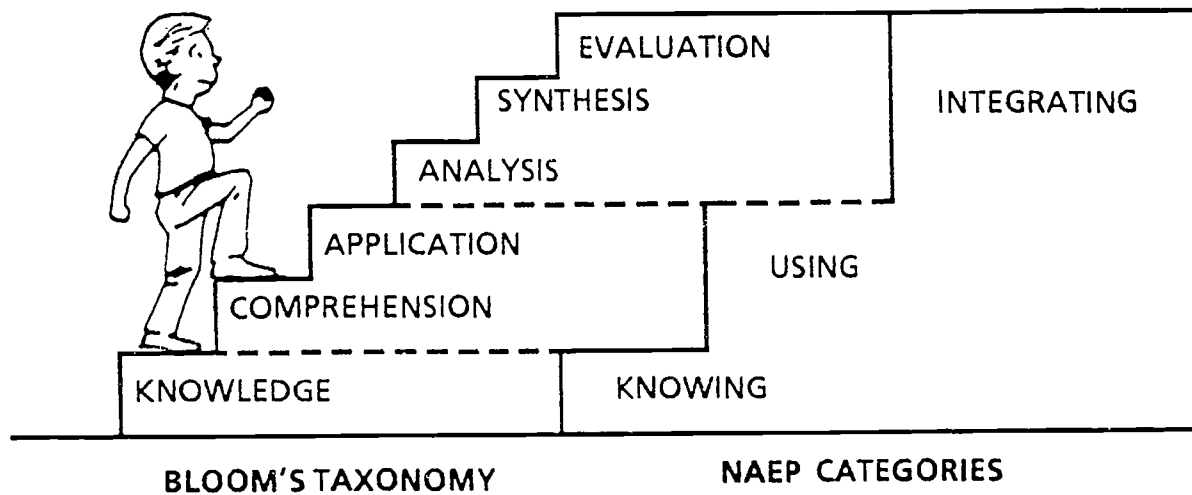 EVALUATION
SYNTHESIS
INTEGRATING
ANALYSIS
APPLICATION
USING
COMPREHENSION
KNOWLEDGE
KNOWING
BLOOM'S TAXONOMY
NAEP CATEGORIES